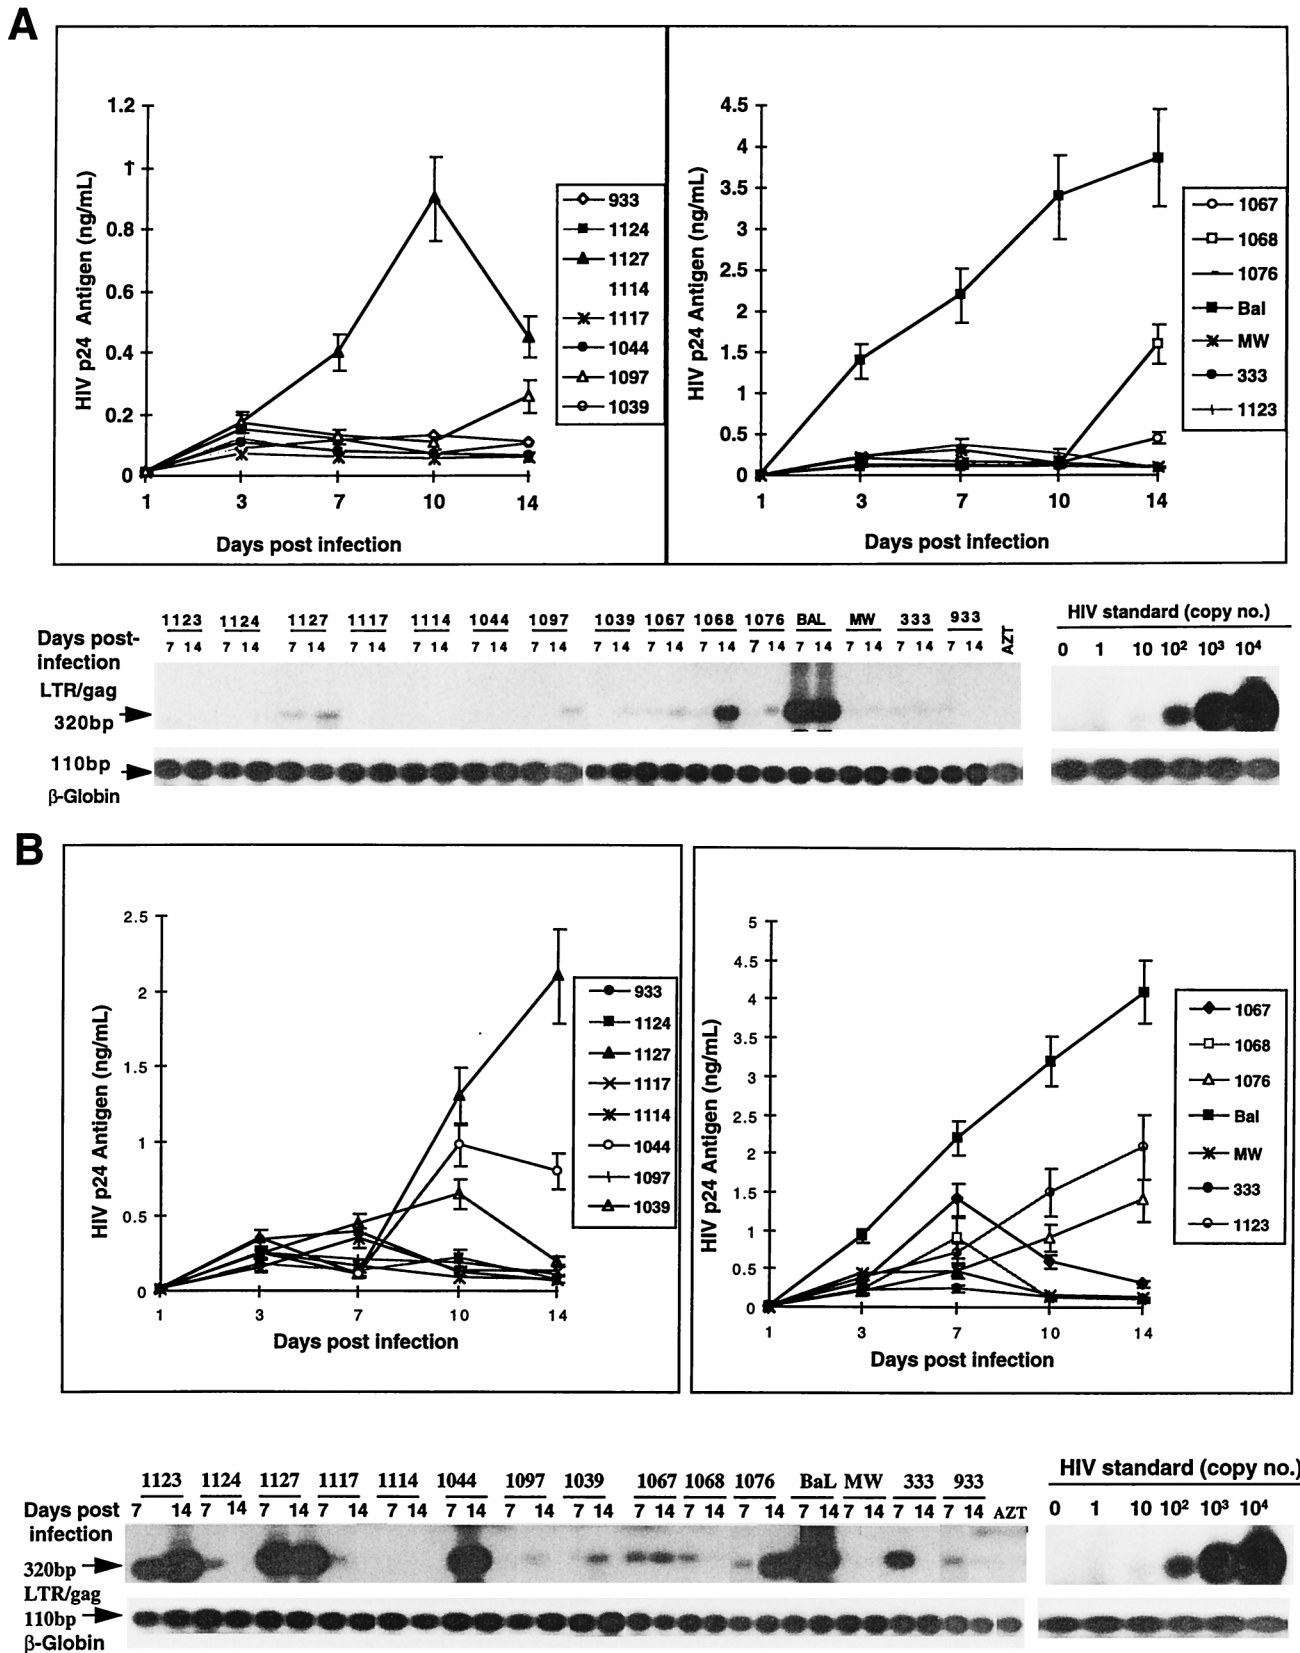 A
1.2
1
0.8
0.6
0.4
0.2
0
HIV p24 Antigen (ng/mL)
1 3 7 10 14
Days post infection
933
1124
1127
1114
1117
1044
1097
1039
4.5
4
3.5
3
2.5
2
1.5
1
0.5
0
HIV p24 Antigen (ng/mL)
1 3 7 10 14
Days post infection
1067
1068
1076
Bal
MW
333
1123
1123 1124 1127 1117 1114 1044 1097 1039 1067 1068 1076 BAL MW 333 933
Days post-infection
7 14 7 14 7 14 7 14 7 14 7 14 7 14 7 14 7 14 7 14 7 14 7 14 7 14 7 14 7 14 AZT
HIV standard (copy no.)
0 1 10 10² 10³ 10⁴
LTR/gag
320bp
110bp
β-Globin
B
2.5
2
1.5
1
0.5
0
HIV p24 Antigen (ng/mL)
1 3 7 10 14
Days post infection
933
1124
1127
1117
1114
1044
1097
1039
5
4.5
4
3.5
3
2.5
2
1.5
1
0.5
0
HIV p24 Antigen (ng/mL)
1 3 7 10 14
Days post infection
1067
1068
1076
Bal
MW
333
1123
1123 1124 1127 1117 1114 1044 1097 1039 1067 1068 1076 BaL MW 333 933
Days post infection
7 14 7 14 7 14 7 14 7 14 7 14 7 14 7 14 7 14 7 14 7 14 7 14 7 14 7 14 7 14 AZT
HIV standard (copy no.)
0 1 10 10² 10³ 10⁴
320bp
LTR/gag
110bp
β-Globin